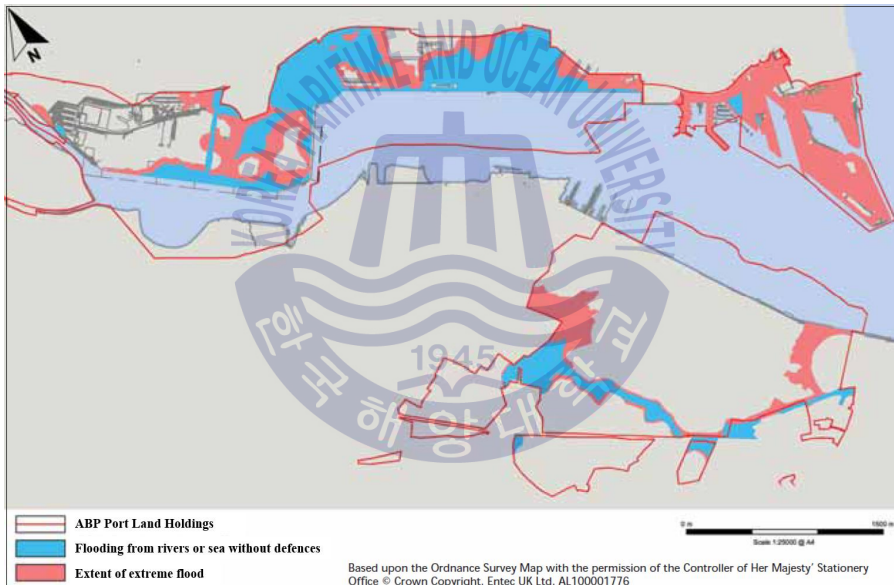 N
KOREA MARITIME AND OCEAN UNIVERSITY
1945
한국해양대학교
ABP Port Land Holdings
Flooding from rivers or sea without defences
Extent of extreme flood
0 m 1500 m
Scale 1:25000 @ A4
Based upon the Ordnance Survey Map with the permission of the Controller of Her Majesty' Stationery
Office © Crown Copyright. Entec UK Ltd. AL100001776